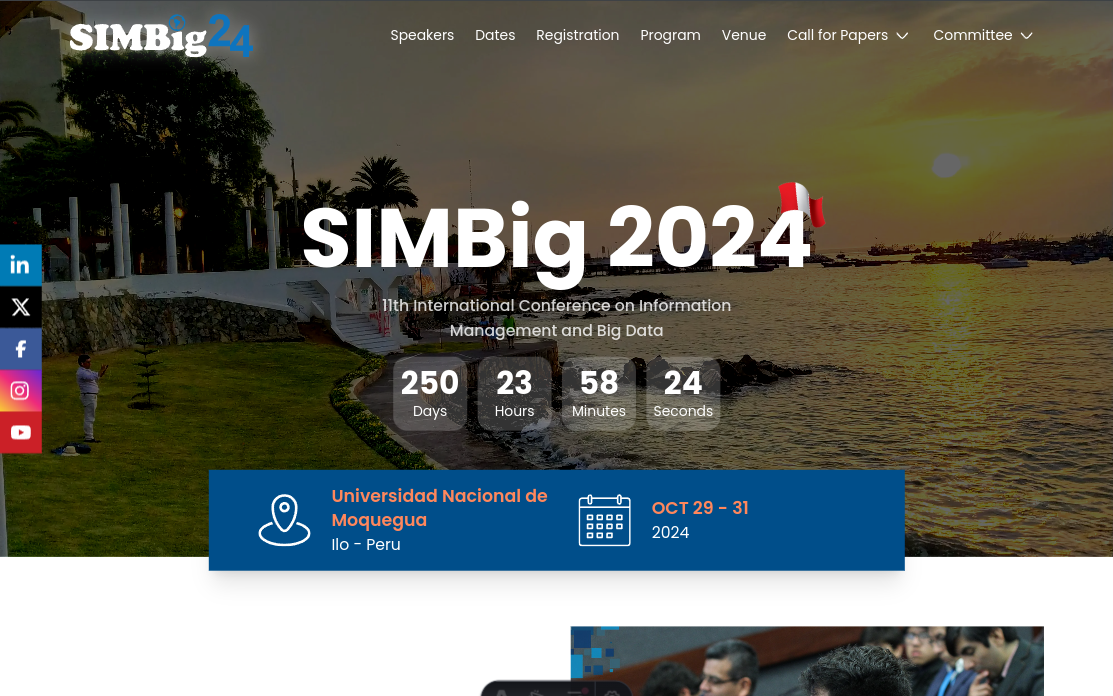 SIMBig24
Speakers
Dates
Registration
Program
Venue
Call for Papers
Committee
SIMBig 2024
11th International Conference on Information
Management and Big Data
250
23
58
24
Days
Hours
Minutes
Seconds
Universidad Nacional de
Moquegua
Ilo - Peru
OCT 29 - 31
2024